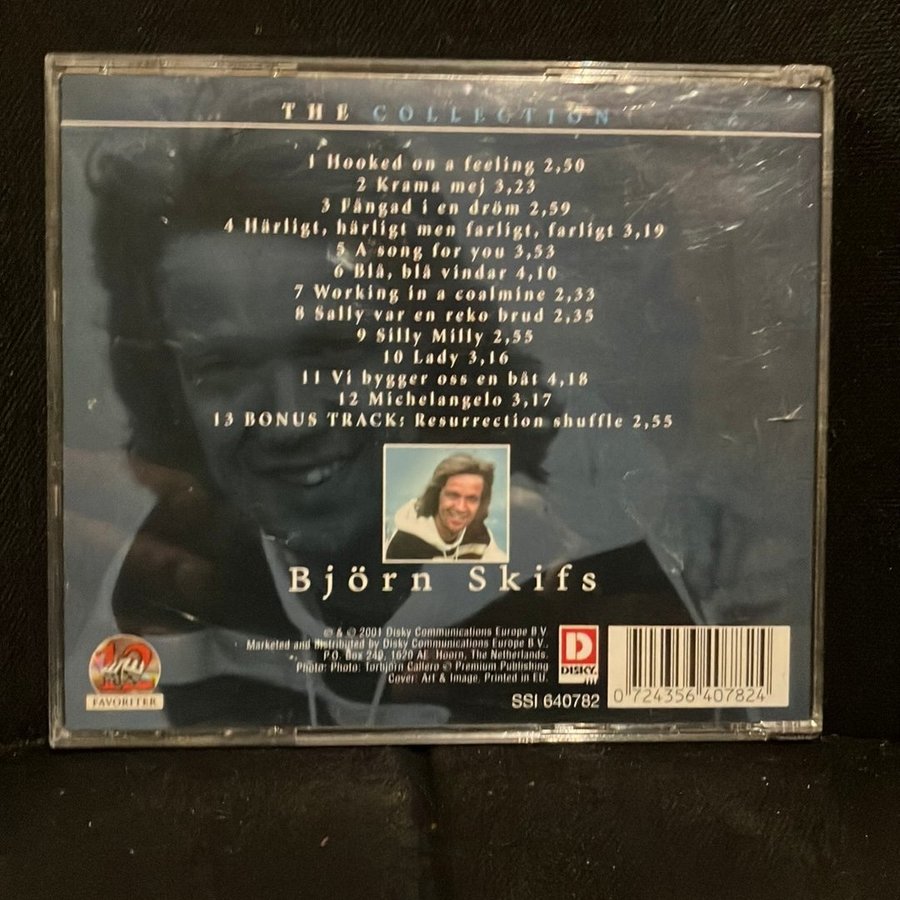 THE COLLECTION
1 Hooked on a feeling 2,50
2 Krama mej 3,23
3 Fångad i en dröm 2,59
4 Härligt, härligt men farligt, farligt 3,19
5 A song for you 3,53
6 Blå, blå vindar 4,10
7 Working in a coalmine 2,33
8 Sally var en reko brud 2,35
9 Silly Milly 2,55
10 Lady 3,16
11 Vi bygger oss en båt 4,18
12 Michelangelo 3,17
13 BONUS TRACK: Resurrection shuffle 2,55
Björn Skifs
℗ & © 2001 Disky Communications Europe B.V.
Marketed and distributed by Disky Communications Europe B.V.,
P.O. Box 240, 1620 AE Hoorn, The Netherlands.
Photo: Photo: Torbjörn Calvero © Premium Publishing
Cover: Art & Image, Printed in EU.
DISKY
SSI 640782
0 724356 407824
12
FAVORITER